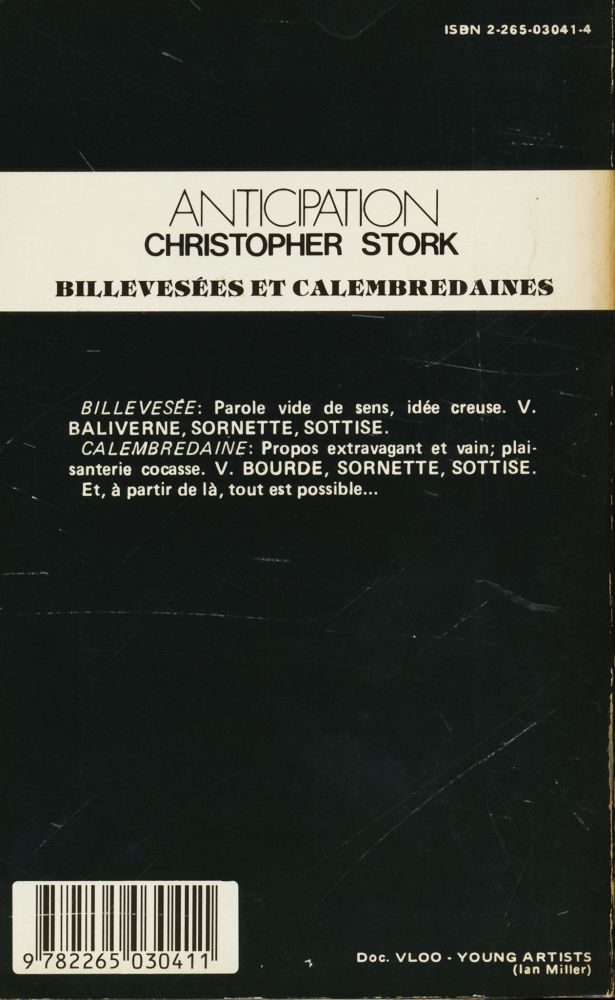 ISBN 2-265-03041-4
ANTICIPATION
CHRISTOPHER STORK
BILLEVESÉES ET CALEMBREDAINES
BILLEVESÉE: Parole vide de sens, idée creuse. V.
BALIVERNE, SORNETTE, SOTTISE.
CALEMBREDAINE: Propos extravagant et vain; plai-
santerie cocasse. V. BOURDE, SORNETTE, SOTTISE.
Et, à partir de là, tout est possible...
9 782265 030411
Doc. VLOO - YOUNG ARTISTS
(Ian Miller)